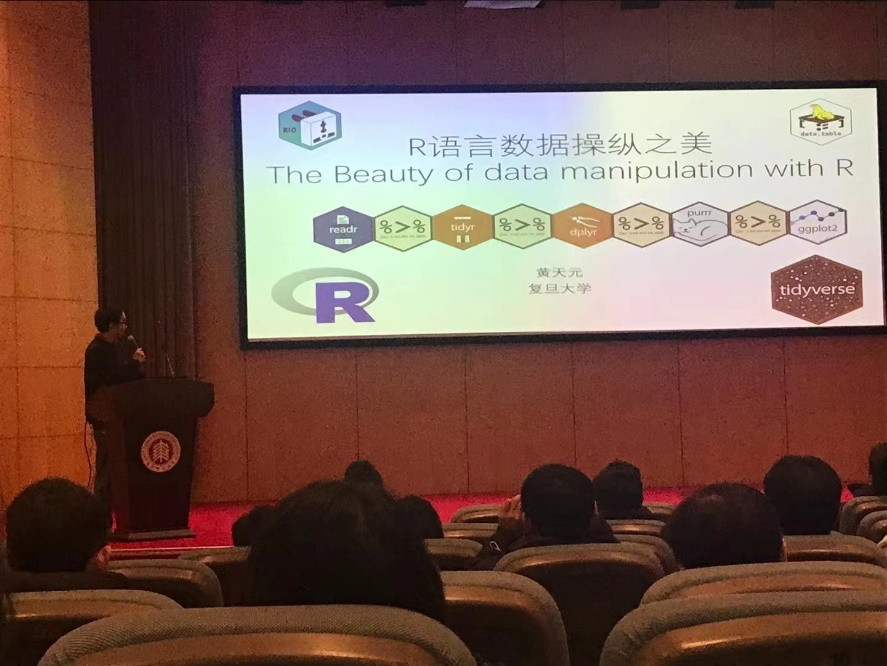 RIO
data.table
R语言数据操纵之美
The Beauty of data manipulation with R
readr
%>%
tidyr
%>%
dplyr
%>%
purrr
%>%
ggplot2
黄天元
复旦大学
R
tidyverse